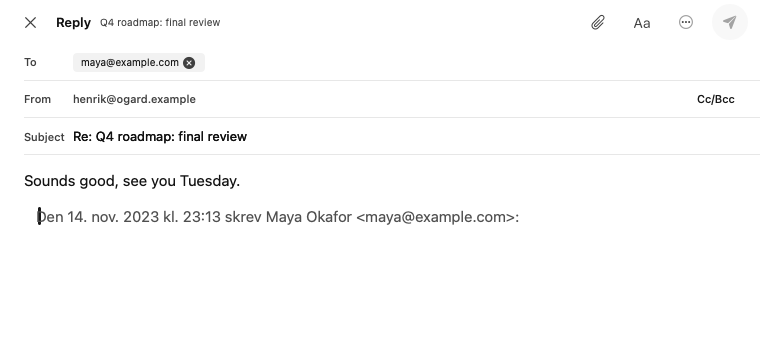 Reply Q4 roadmap: final review Aa
To maya@example.com
From henrik@ogard.example Cc/Bcc
Subject Re: Q4 roadmap: final review
Sounds good, see you Tuesday.
Den 14. nov. 2023 kl. 23:13 skrev Maya Okafor <maya@example.com>: